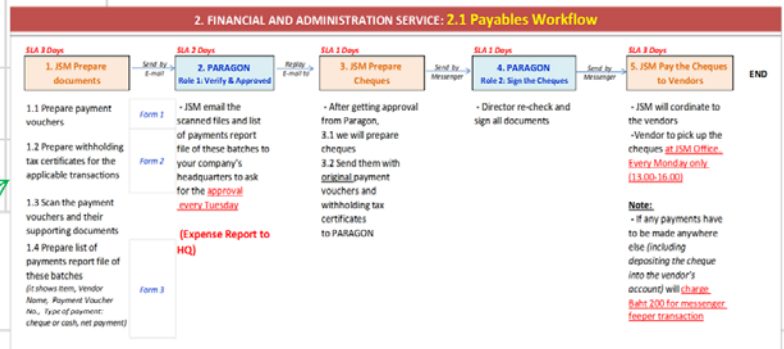 2. FINANCIAL AND ADMINISTRATION SERVICE: 2.1 Payables Workflow
SLA 3 Days
1. JSM Prepare
documents
Send by
E-mail
SLA 2 Days
2. PARAGON
Role 1: Verify & Approved
Replay
E-mail to
SLA 1 Days
3. JSM Prepare
Cheques
Send by
Messenger
SLA 1 Days
4. PARAGON
Role 2: Sign the Cheques
Send by
Messenger
SLA 3 Days
5. JSM Pay the Cheques
to Vendors
END
1.1 Prepare payment
vouchers
1.2 Prepare withholding
tax certificates for the
applicable transactions
1.3 Scan the payment
vouchers and their
supporting documents
1.4 Prepare list of
payments report file of
these batches
(it shows Item, Vendor
Name, Payment Voucher
No., Type of payment:
cheque or cash, net payment)
Form 1
Form 2
Form 3
- JSM email the
scanned files and list
of payments report
file of these batches to
your company's
headquarters to ask
for the approval
every Tuesday
(Expense Report to
HQ)
- After getting approval
from Paragon,
3.1 we will prepare
cheques
3.2 Send them with
original payment
vouchers and
withholding tax
certificates
to PARAGON
- Director re-check and
sign all documents
- JSM will cordinate to
the vendors
-Vendor to pick up the
cheques at JSM Office,
Every Monday only
(13.00-16.00)
Note:
- If any payments have
to be made anywhere
else (including
depositing the cheque
into the vendor's
account) will charge
Baht 200 for messenger
feeper transaction